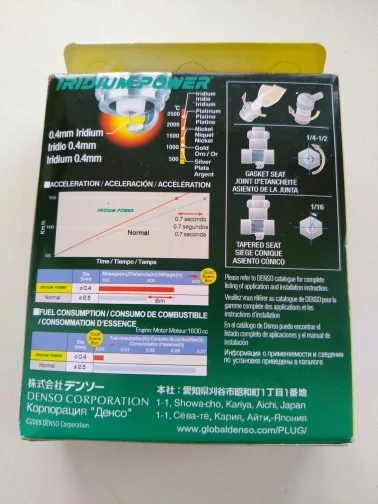 IRIDIUM POWER
0.4mm Iridium
Iridio 0.4mm
Iridium 0.4mm
°C
2500
2000
1500
1000
500
Iridium
Iridio
Iridium
Platinum
Platino
Platine
Nickel
Niquel
Nickel
Gold
Oro / Or
Silver
Plata
Argent
1/4-1/2
GASKET SEAT
JOINT D'ETANCHEITÉ
ASIENTO DE LA JUNTA
1/16
TAPERED SEAT
SIÈGE CONIQUE
ASIENTO CÓNICO
■ACCELERATION / ACELERACIÓN / ACCÉLÉRATION
Km/h
IRIDIUM POWER
Normal
0.7 seconds
0.7 segundos
0.7 secondes
Time / Tiempo / Temps
IRIDIUM POWER
ø 0.4
Normal
ø 2.5
6m
■FUEL CONSUMPTION / CONSUMO DE COMBUSTIBLE
/ CONSOMMATION D'ESSENCE
Engine Motor Moteur:1600cc
IRIDIUM POWER
ø 0.4
Normal
ø 2.5
Please refer to DENSO catalogue for complete
listing of application and installation instruction.
Veuillez vous référer au catalogue de DENSO pour la
gamme complète des applications et les
instructions d'installation
En el catálogo de Denso puede encontrar el
listado completo de aplicaciones y el manual de
instalación
Информация о применяемости и сведения
по установке приведены в каталоге
株式会社デンソー
DENSO CORPORATION
Корпорация "Денсо"
©2009 DENSO Corporation
本社：愛知県刈谷市昭和町1丁目1番地
1-1, Showa-cho, Kariya, Aichi, Japan
1-1, Сёва-тё, Кария, Айти, Япония
www.globaldenso.com/PLUG/